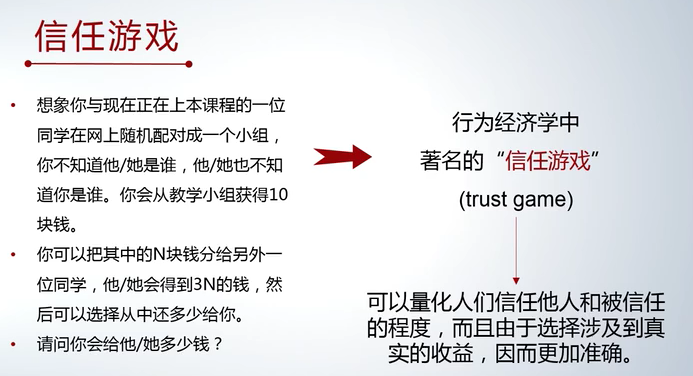 信任游戏
• 想象你与现在正在上本课程的一位
同学在网上随机配对成一个小组，
你不知道他/她是谁，他/她也不知
道你是谁。你会从教学小组获得10
块钱。
• 你可以把其中的N块钱分给另外一
位同学，他/她会得到3N的钱，然
后可以选择从中还多少给你。
• 请问你会给他/她多少钱？
行为经济学中
著名的“信任游戏”
(trust game)
可以量化人们信任他人和被信任
的程度，而且由于选择涉及到真
实的收益，因而更加准确。